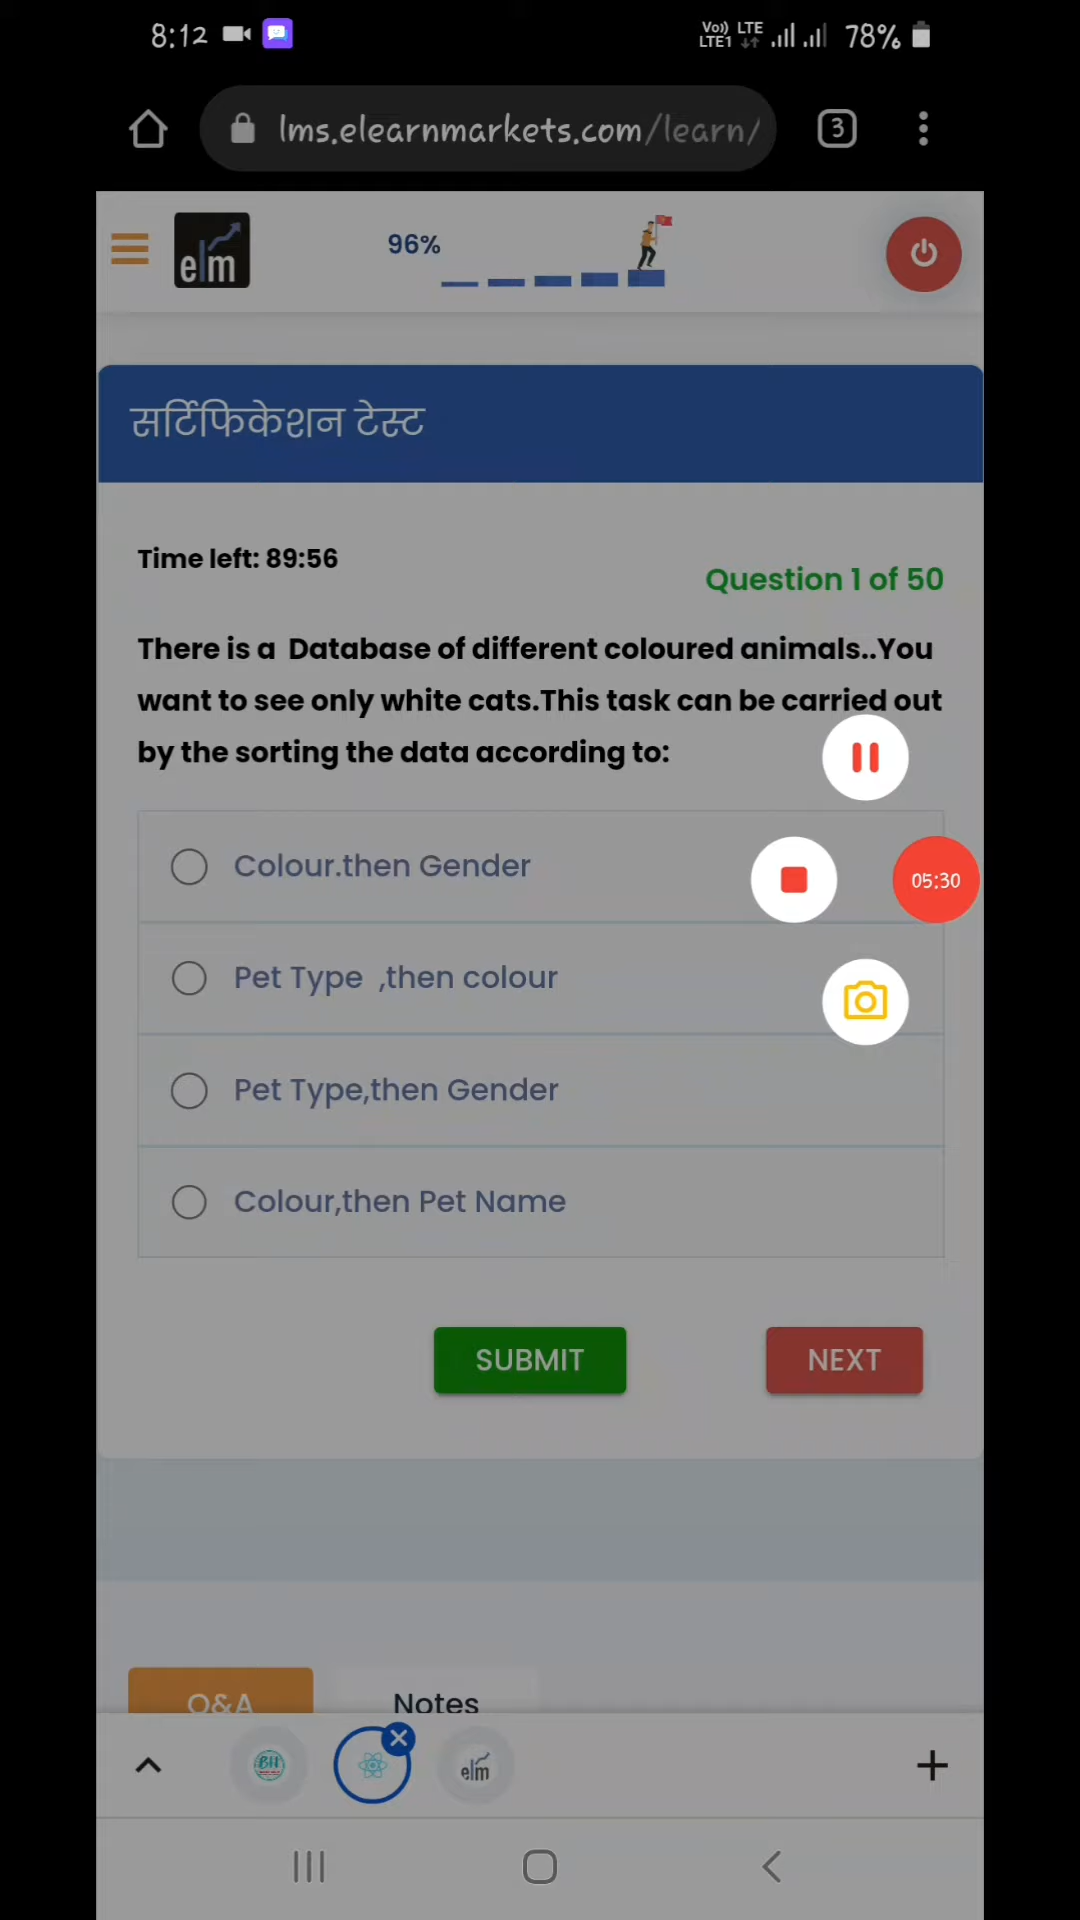 8:12
Vo)) LTE
LTE1
78%
lms.elearnmarkets.com/learn/
3
elm
96%
सर्टिफिकेशन टेस्ट
Time left: 89:56
Question 1 of 50
There is a Database of different coloured animals..You
want to see only white cats.This task can be carried out
by the sorting the data according to:
Colour.then Gender
05:30
Pet Type ,then colour
Pet Type,then Gender
Colour,then Pet Name
SUBMIT
NEXT
Q&A
Notes
BH
elm